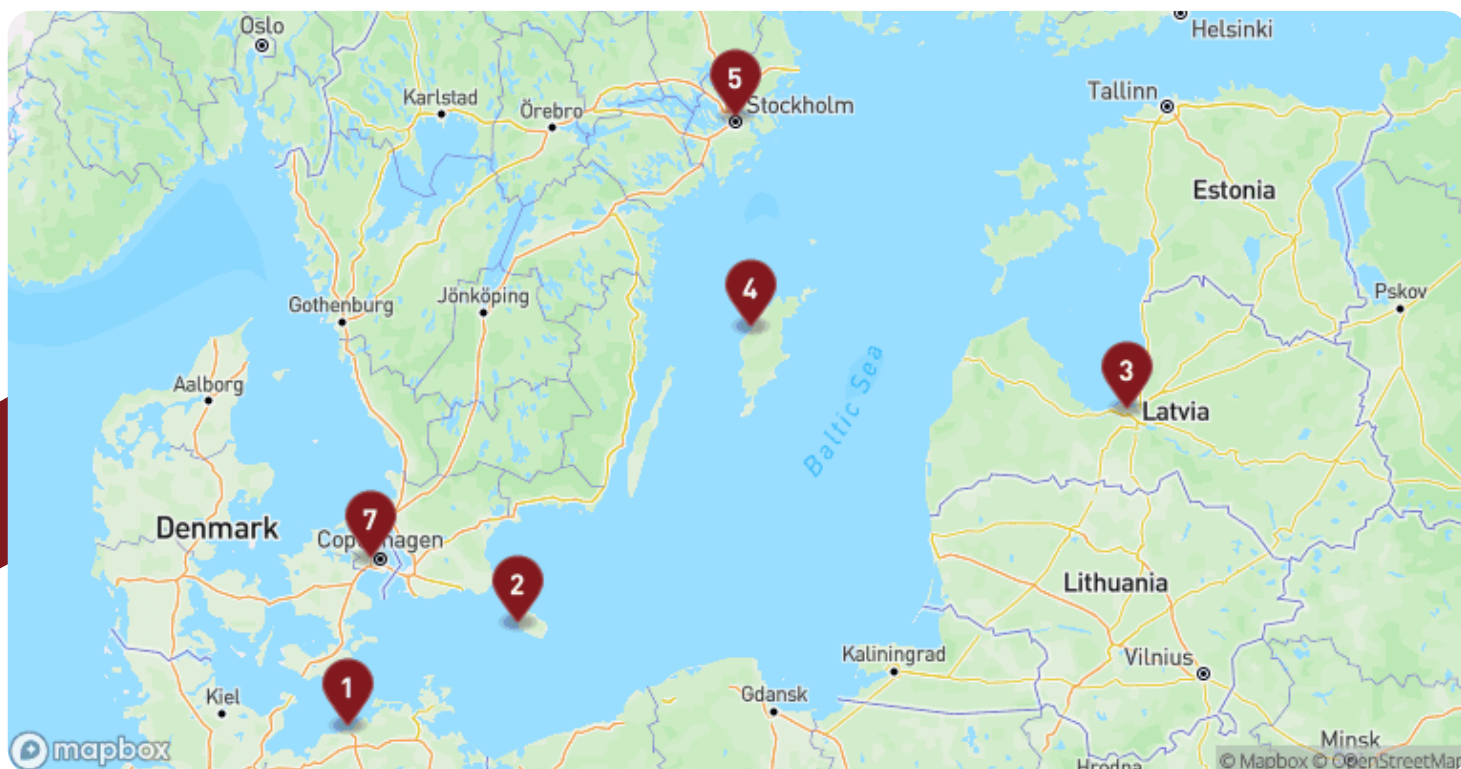 Oslo
Helsinki
5
Tallinn
Karlstad
Örebro
Stockholm
Estonia
4
Gothenburg
Jönköping
Pskov
3
Aalborg
Latvia
Baltic Sea
7
Denmark
Copenhagen
2
Lithuania
Kaliningrad
Vilnius
1
Kiel
Gdansk
Minsk
mapbox
© Mapbox © OpenStreetMap
Hrodna